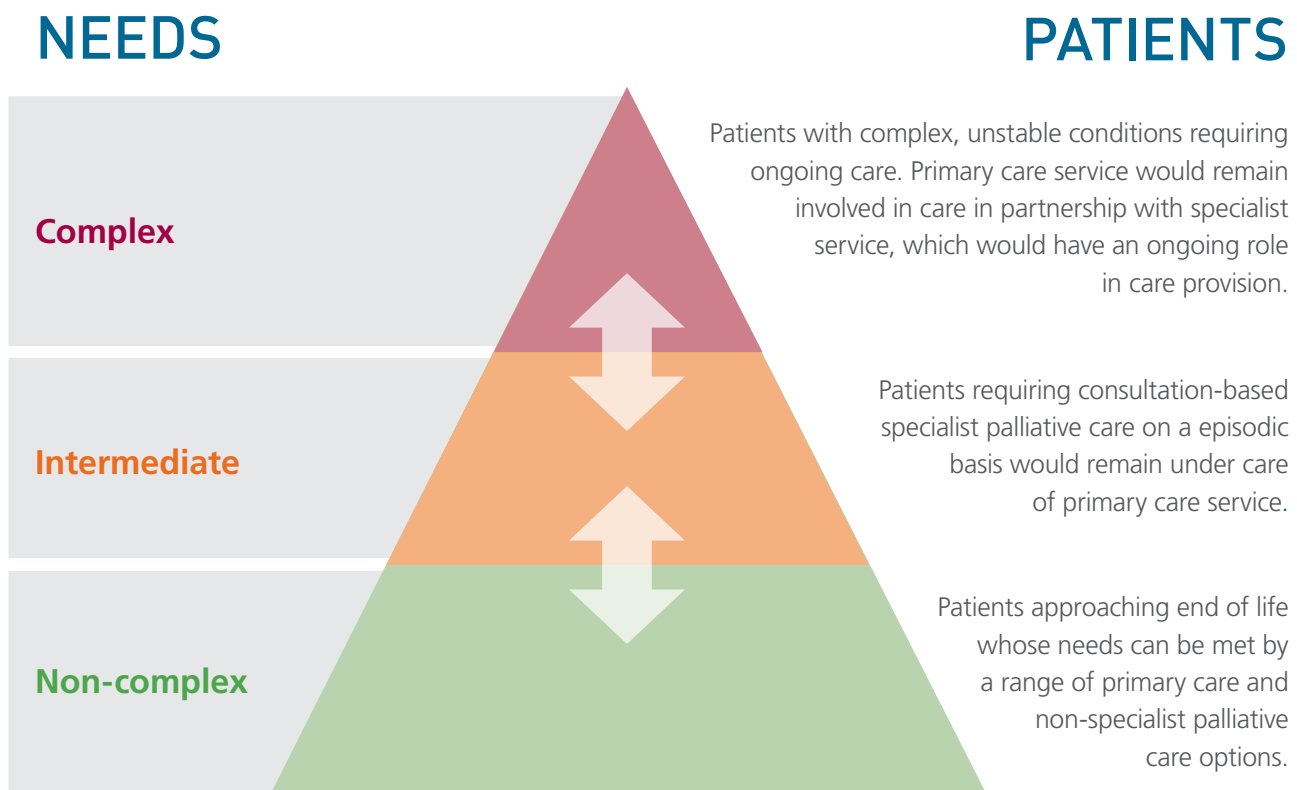 NEEDS
PATIENTS
Complex
Patients with complex, unstable conditions requiring
ongoing care. Primary care service would remain
involved in care in partnership with specialist
service, which would have an ongoing role
in care provision.
Intermediate
Patients requiring consultation-based
specialist palliative care on a episodic
basis would remain under care
of primary care service.
Non-complex
Patients approaching end of life
whose needs can be met by
a range of primary care and
non-specialist palliative
care options.